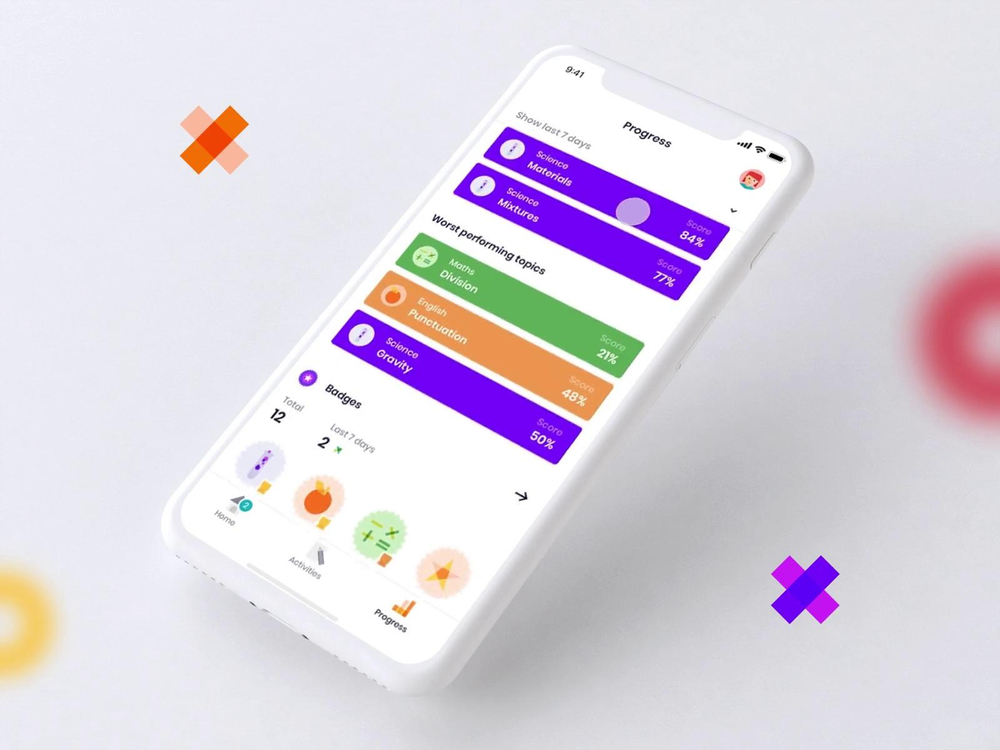 9:41
Progress
Show last 7 days
Science
Materials
Score
84%
Science
Mixtures
Score
77%
Worst performing topics
Maths
Division
Score
21%
English
Punctuation
Score
48%
Science
Gravity
Score
50%
Badges
Total
12
Last 7 days
2
Home
2
Activities
Progress